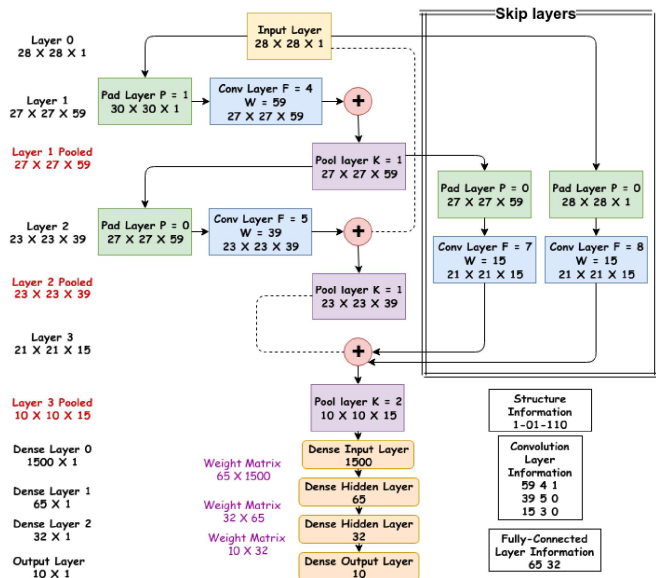 Skip layers
Layer 0
28 X 28 X 1
Input Layer
28 X 28 X 1
Layer 1
27 X 27 X 59
Pad Layer P = 1
30 X 30 X 1
Conv Layer F = 4
W = 59
27 X 27 X 59
+
Layer 1 Pooled
27 X 27 X 59
Pool layer K = 1
27 X 27 X 59
Pad Layer P = 0
27 X 27 X 59
Pad Layer P = 0
28 X 28 X 1
Layer 2
23 X 23 X 39
Pad Layer P = 0
27 X 27 X 59
Conv Layer F = 5
W = 39
23 X 23 X 39
+
Conv Layer F = 7
W = 15
21 X 21 X 15
Conv Layer F = 8
W = 15
21 X 21 X 15
Layer 2 Pooled
23 X 23 X 39
Pool layer K = 1
23 X 23 X 39
Layer 3
21 X 21 X 15
+
Layer 3 Pooled
10 X 10 X 15
Pool layer K = 2
10 X 10 X 15
Structure
Information
1-01-110
Dense Layer 0
1500 X 1
Dense Input Layer
1500
Weight Matrix
65 X 1500
Convolution
Layer
Information
59 4 1
39 5 0
15 3 0
Dense Layer 1
65 X 1
Dense Hidden Layer
65
Weight Matrix
32 X 65
Dense Layer 2
32 X 1
Dense Hidden Layer
32
Weight Matrix
10 X 32
Fully-Connected
Layer Information
65 32
Output Layer
10 X 1
Dense Output Layer
10